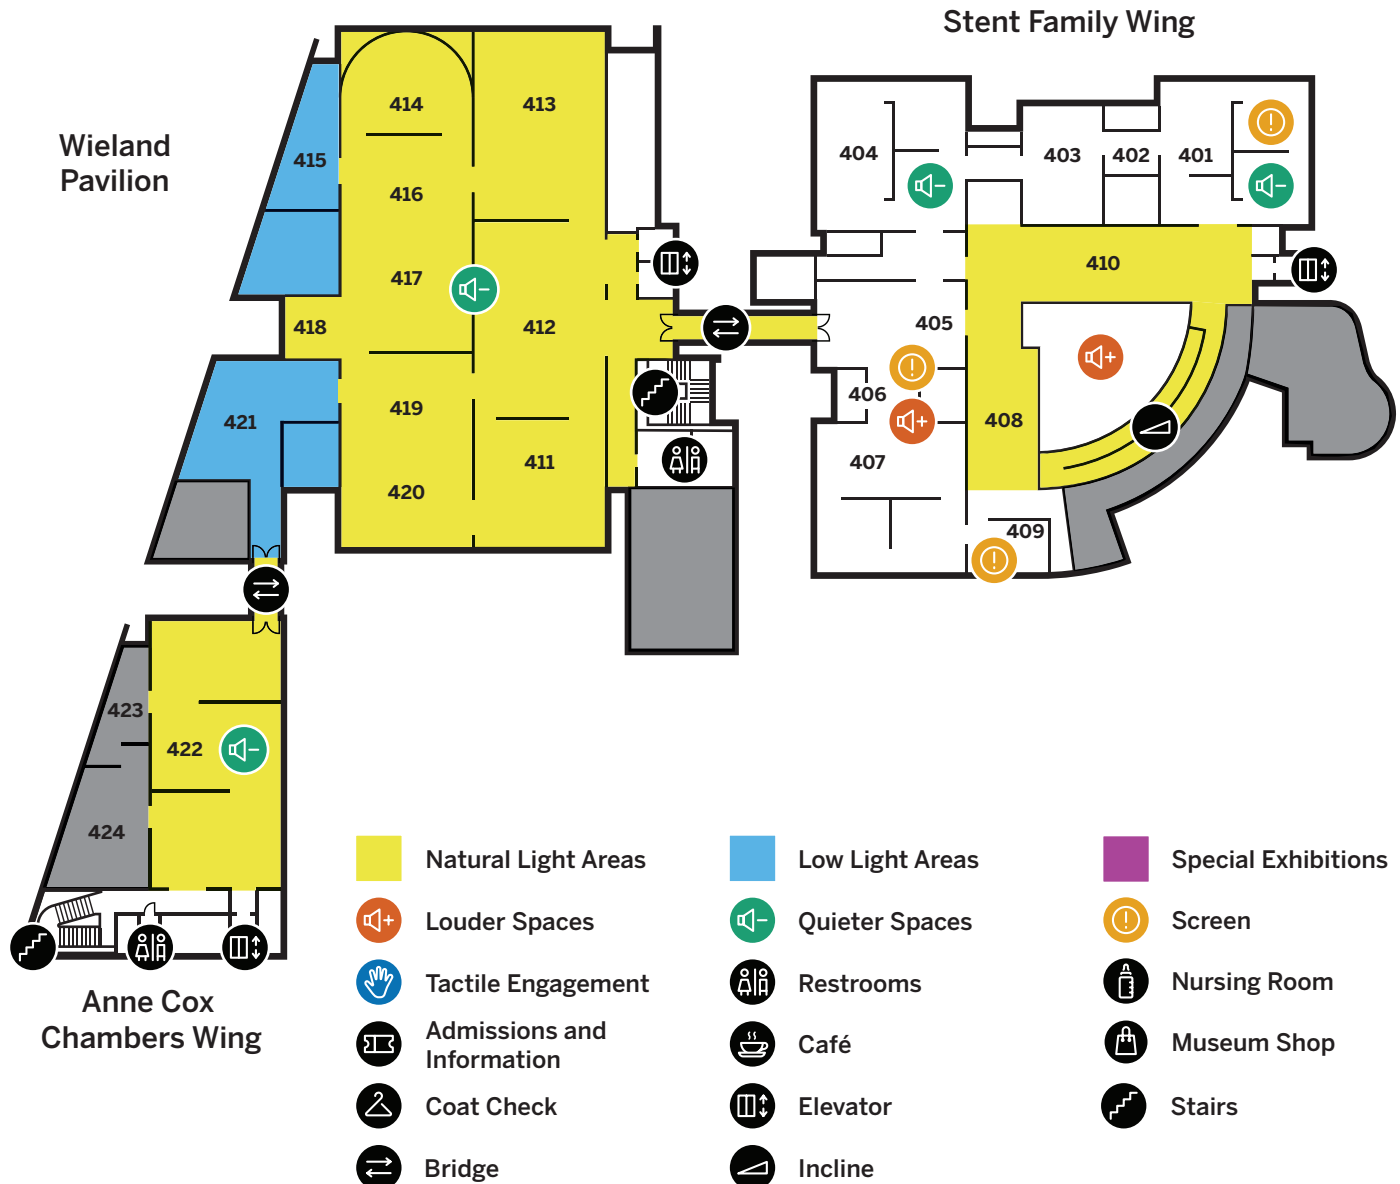 Stent Family Wing
Wieland
Pavilion
414
413
415
416
417
418
412
421
419
411
420
404
403
402
401
410
405
406
408
407
409
423
422
424
Anne Cox
Chambers Wing
Natural Light Areas
Low Light Areas
Special Exhibitions
Louder Spaces
Quieter Spaces
Screen
Tactile Engagement
Restrooms
Nursing Room
Admissions and
Information
Café
Museum Shop
Coat Check
Elevator
Stairs
Bridge
Incline